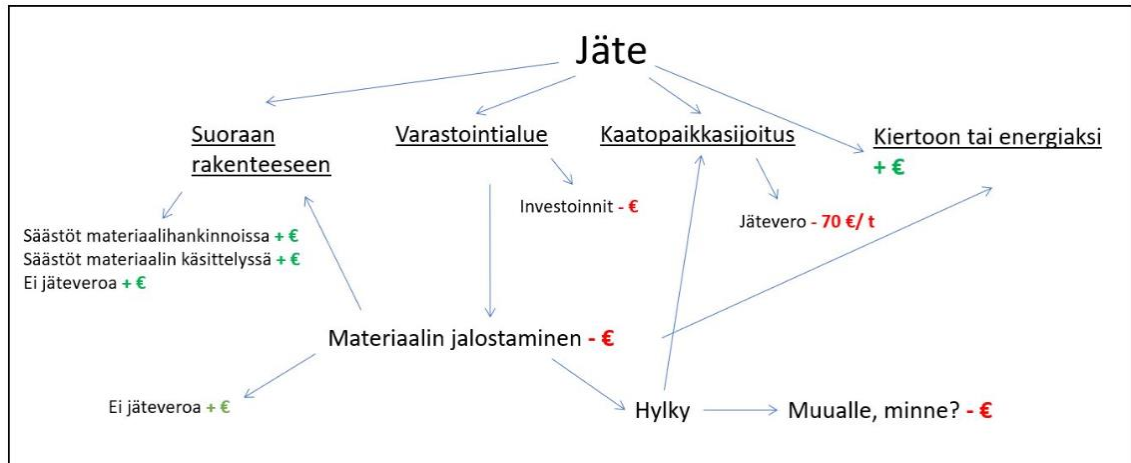 Jäte
Suoraan
rakenteeseen
Varastointialue
Kaatopaikkasijoitus
Kiertoon tai energiaksi
+ €
Investoinnit - €
Jätevero - 70 €/ t
Säästöt materiaalihankinnoissa + €
Säästöt materiaalin käsittelyssä + €
Ei jäteveroa + €
Materiaalin jalostaminen - €
Ei jäteveroa + €
Hylky
Muualle, minne? - €